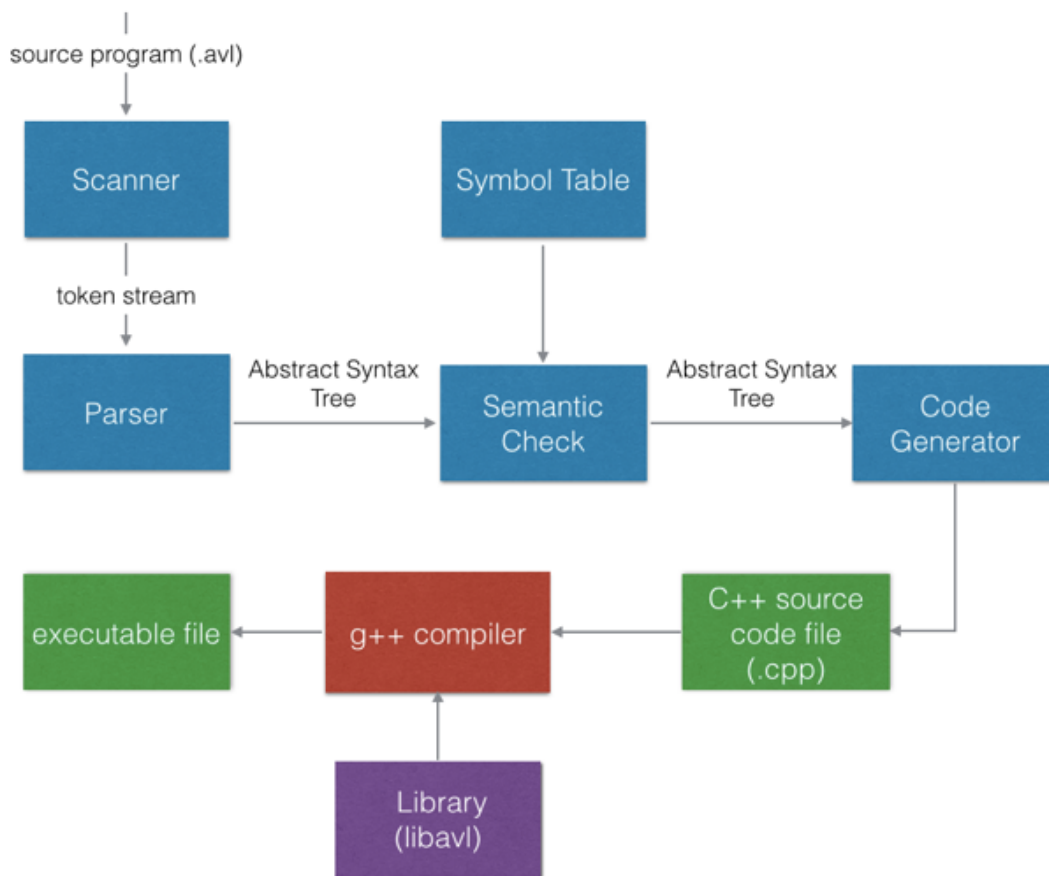 source program (.avl)
Scanner
Symbol Table
token stream
Parser
Abstract Syntax
Tree
Semantic
Check
Abstract Syntax
Tree
Code
Generator
executable file
g++ compiler
C++ source
code file
(.cpp)
Library
(libavl)